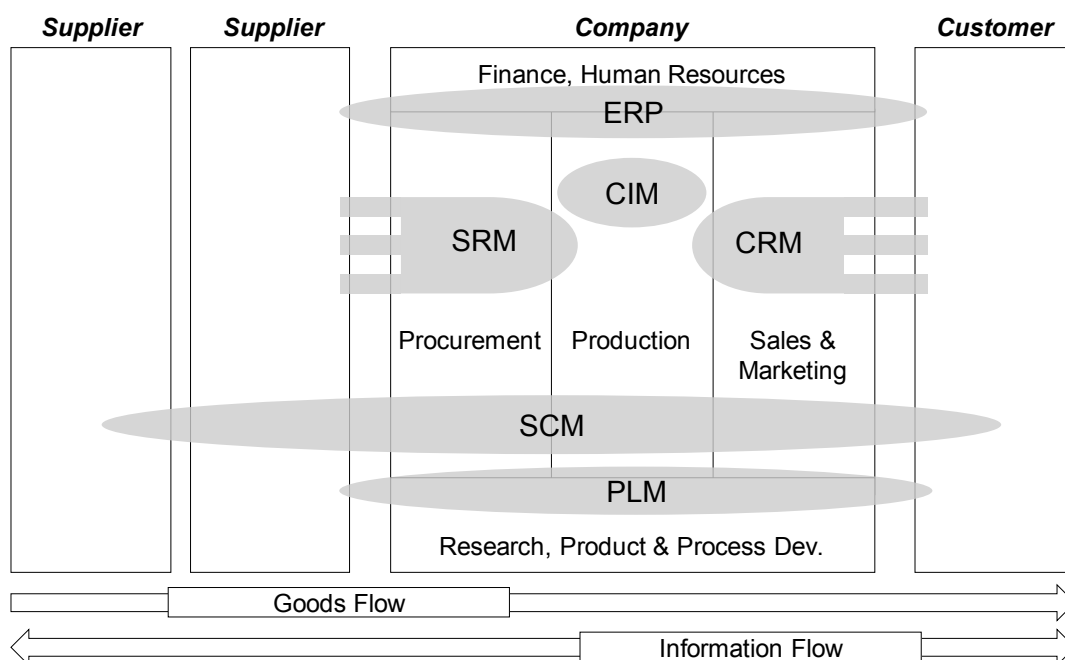 Supplier
Supplier
Company
Customer
Finance, Human Resources
ERP
CIM
SRM
CRM
Procurement
Production
Sales &
Marketing
SCM
PLM
Research, Product & Process Dev.
Goods Flow
Information Flow